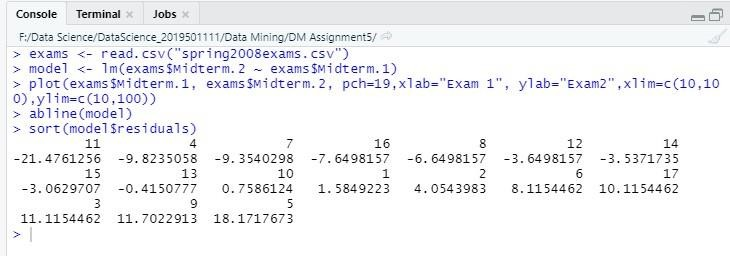 Console Terminal × Jobs ×
F:/Data Science/DataScience_2019501111/Data Mining/DM Assignment5/
> exams <- read.csv("spring2008exams.csv")
> model <- lm(exams$Midterm.2 ~ exams$Midterm.1)
> plot(exams$Midterm.1, exams$Midterm.2, pch=19,xlab="Exam 1", ylab="Exam2",xlim=c(10,10
0),ylim=c(10,100))
> abline(model)
> sort(model$residuals)
11 4 7 16 8 12 14
-21.4761256 -9.8235058 -9.3540298 -7.6498157 -6.6498157 -3.6498157 -3.5371735
15 13 10 1 2 6 17
-3.0629707 -0.4150777 0.7586124 1.5849223 4.0543983 8.1154462 10.1154462
3 9 5
11.1154462 11.7022913 18.1717673
>